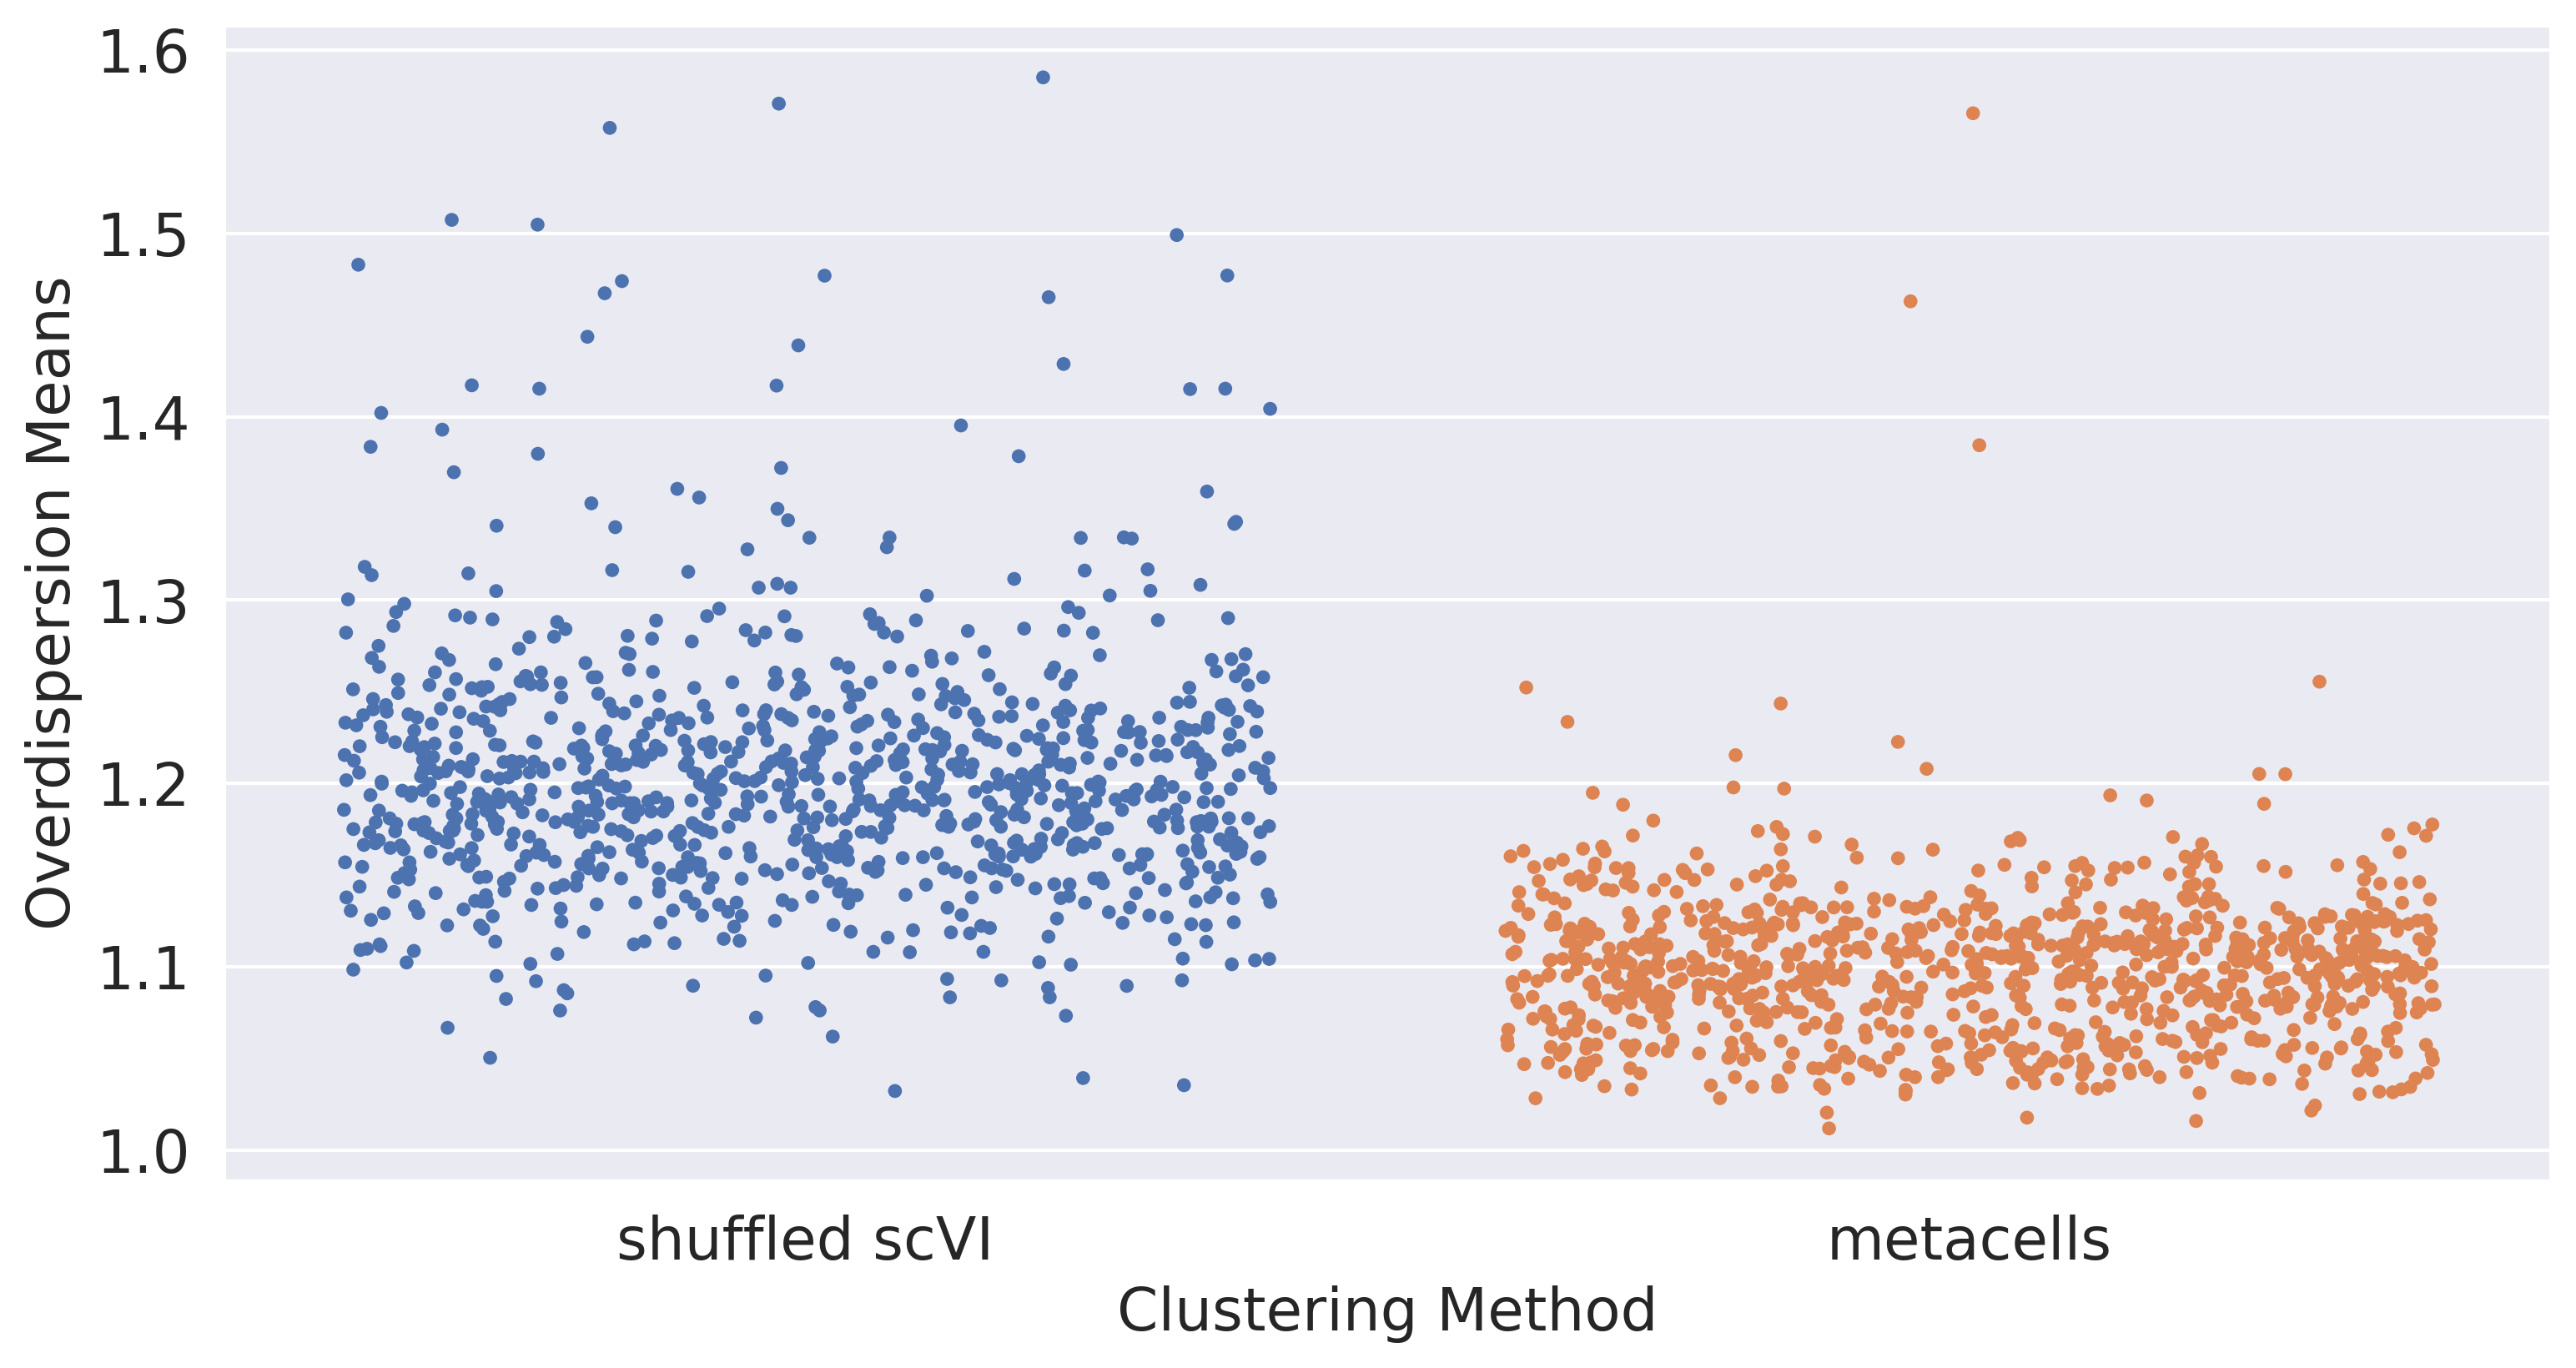 Overdispersion Means
1.6
1.5
1.4
1.3
1.2
1.1
1.0
shuffled scVI
metacells
Clustering Method